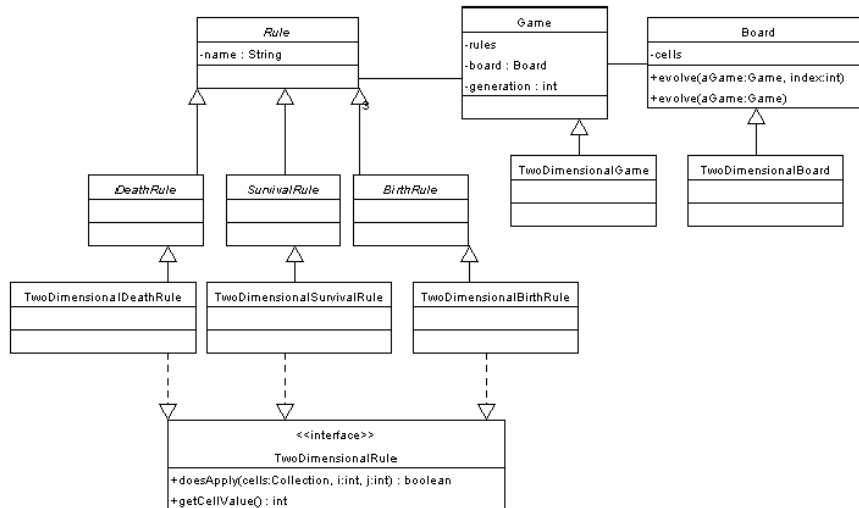 Rule
-name : String
3
Game
-rules
-board : Board
-generation : int
Board
-cells
+evolve(aGame:Game, index:int)
+evolve(aGame:Game)
DeathRule
SurvivalRule
BirthRule
TwoDimensionalGame
TwoDimensionalBoard
TwoDimensionalDeathRule
TwoDimensionalSurvivalRule
TwoDimensionalBirthRule
<<interface>>
TwoDimensionalRule
+doesApply(cells:Collection, i:int, j:int) : boolean
+getCellValue() : int